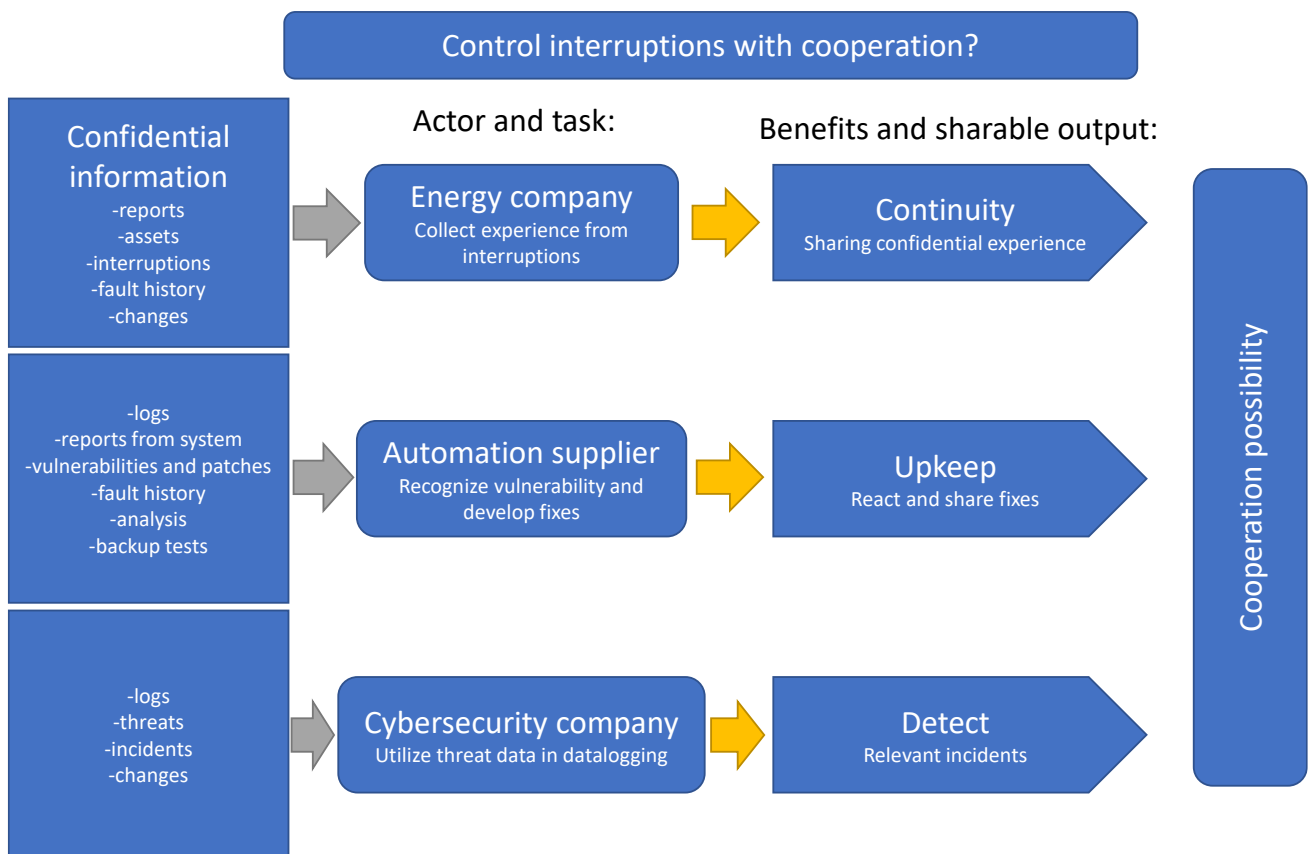 Control interruptions with cooperation?
Confidential
information
-reports
-assets
-interruptions
-fault history
-changes
Actor and task:
Benefits and sharable output:
Energy company
Collect experience from
interruptions
Continuity
Sharing confidential experience
-logs
-reports from system
-vulnerabilities and patches
-fault history
-analysis
-backup tests
Automation supplier
Recognize vulnerability and
develop fixes
Upkeep
React and share fixes
-logs
-threats
-incidents
-changes
Cybersecurity company
Utilize threat data in datalogging
Detect
Relevant incidents
Cooperation possibility